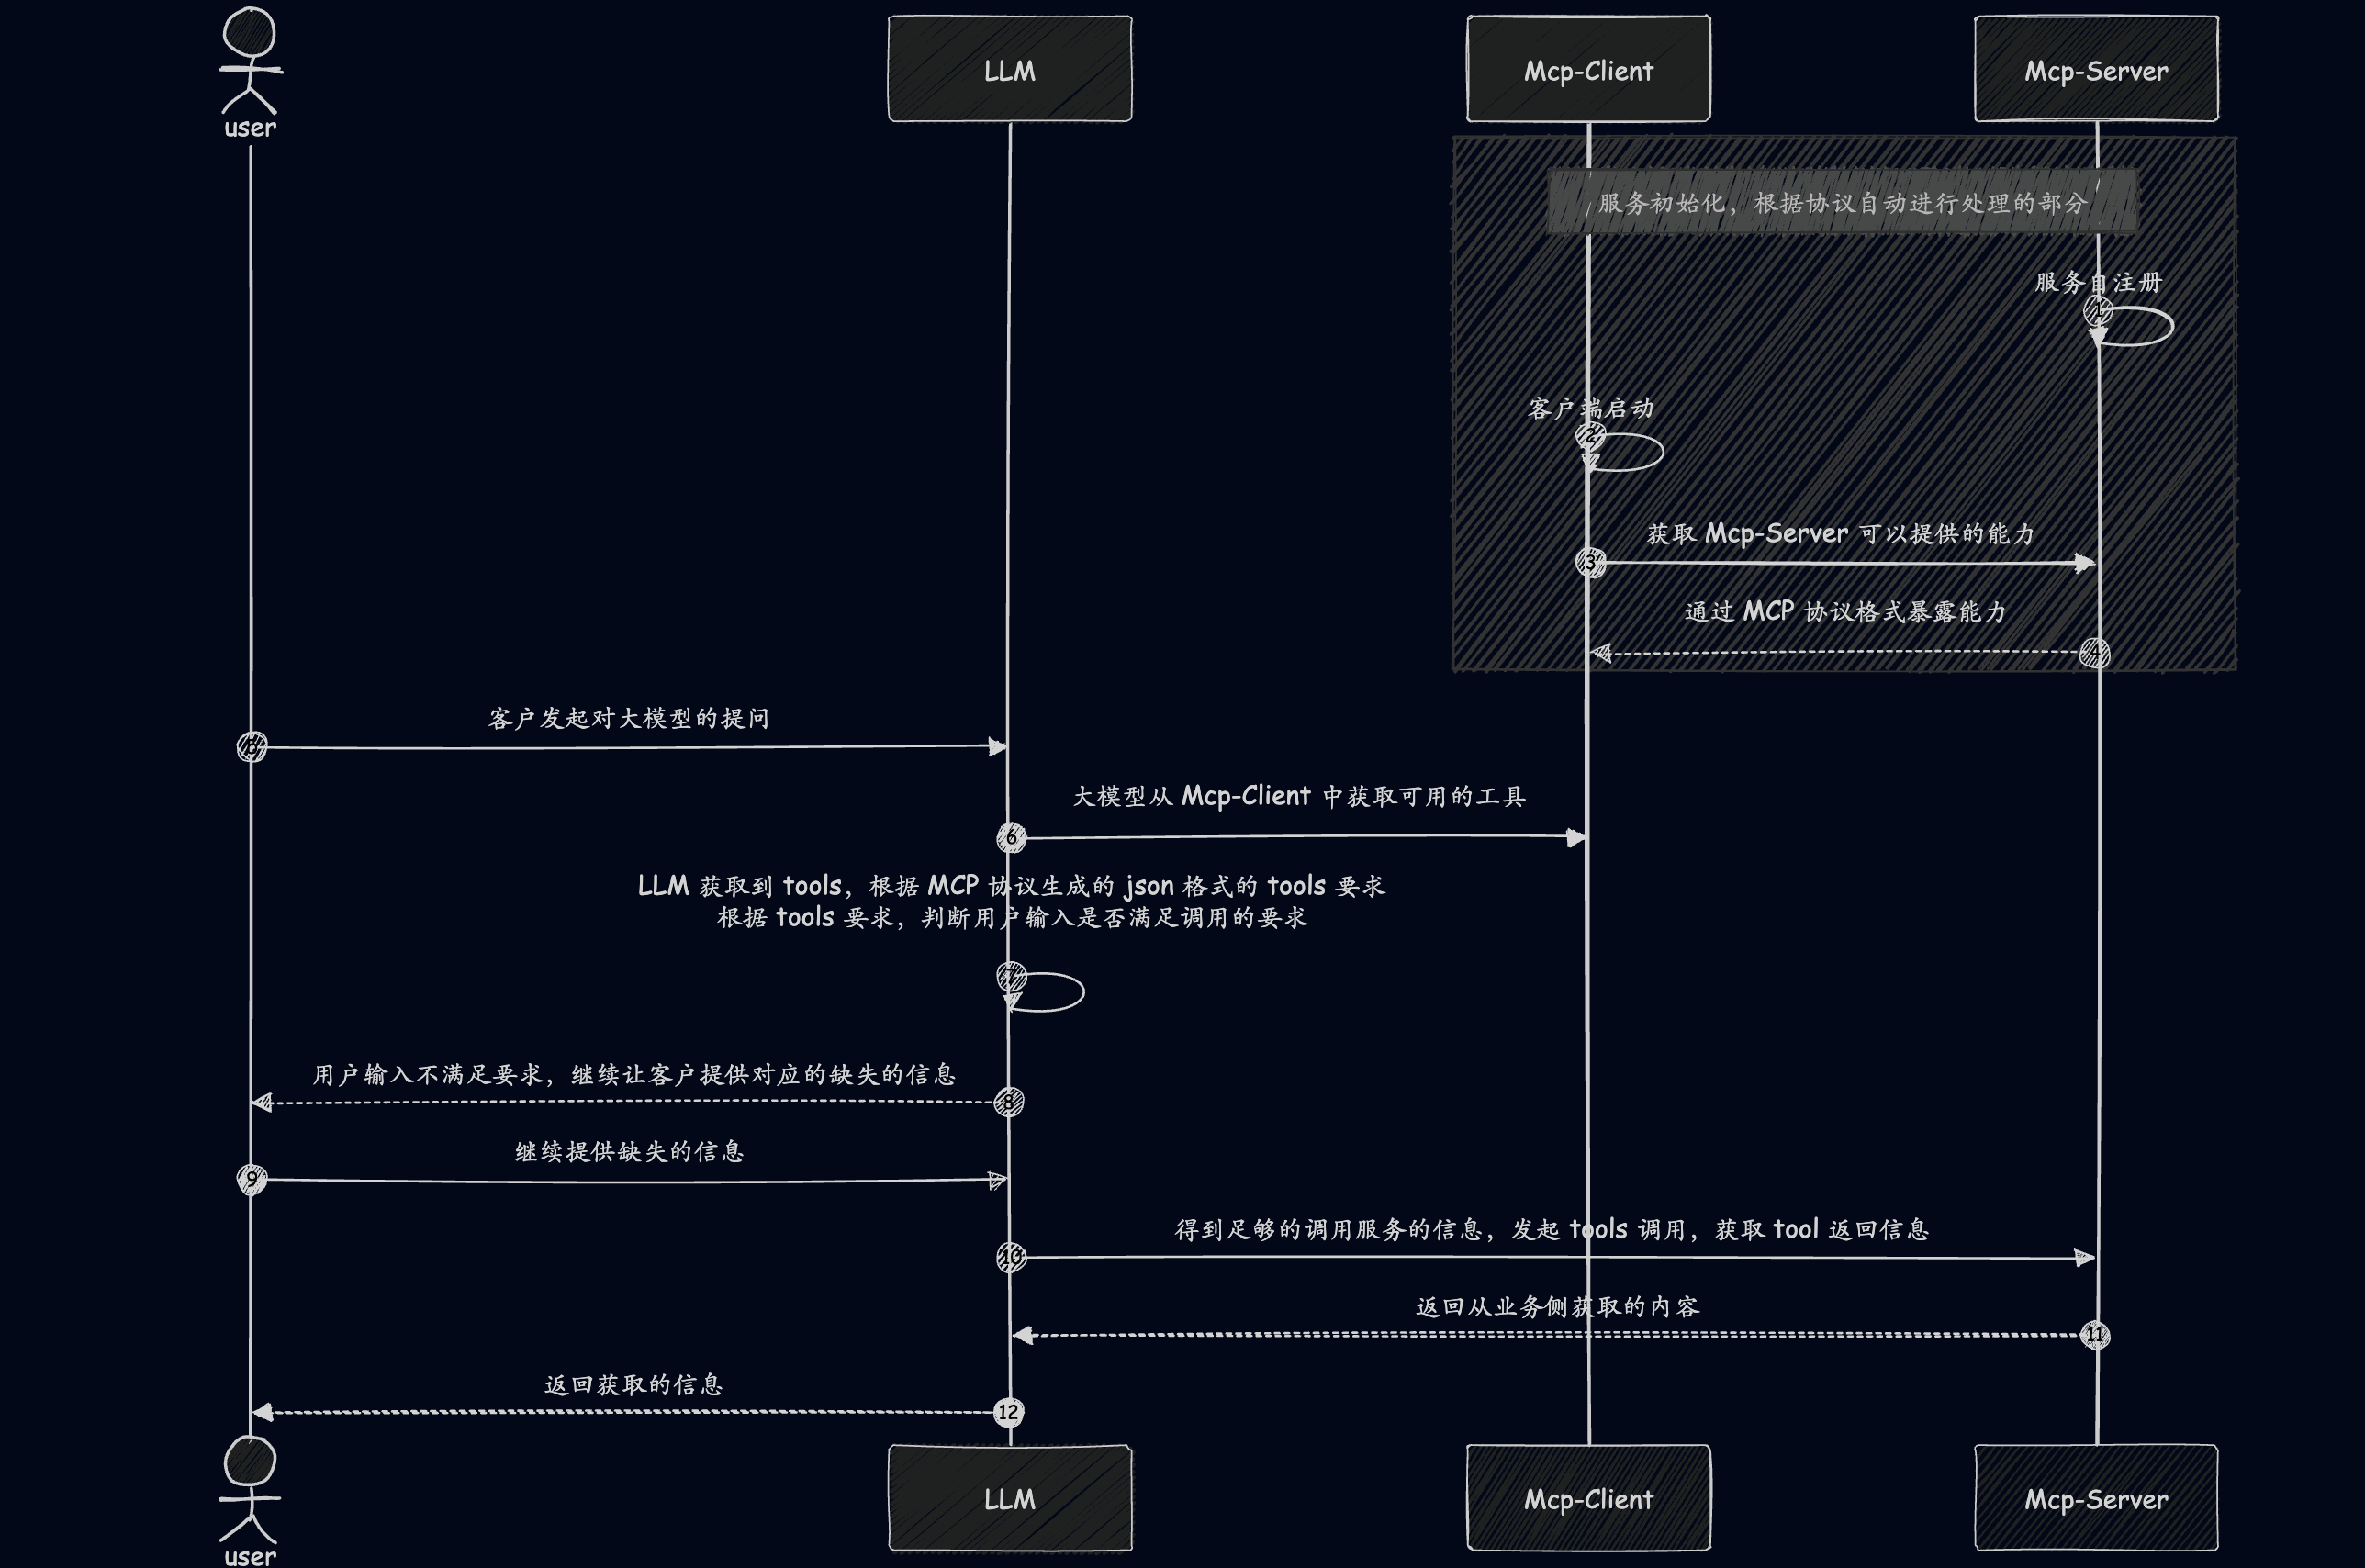 user
LLM
Mcp-Client
Mcp-Server
服务初始化，根据协议自动进行处理的部分
服务自注册
1
客户端启动
2
获取 Mcp-Server 可以提供的能力
3
通过 MCP 协议格式暴露能力
4
客户发起对大模型的提问
5
大模型从 Mcp-Client 中获取可用的工具
6
LLM 获取到 tools，根据 MCP 协议生成的 json 格式的 tools 要求
根据 tools 要求，判断用户输入是否满足调用的要求
7
用户输入不满足要求，继续让客户提供对应的缺失的信息
8
继续提供缺失的信息
9
得到足够的调用服务的信息，发起 tools 调用，获取 tool 返回信息
10
返回从业务侧获取的内容
11
返回获取的信息
12
user
LLM
Mcp-Client
Mcp-Server